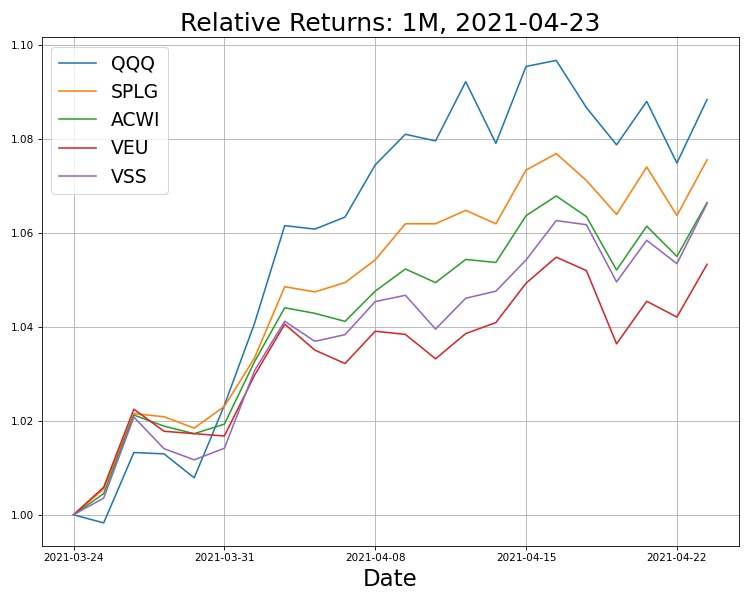 Relative Returns: 1M, 2021-04-23
1.10
1.08
1.06
1.04
1.02
1.00
QQQ
SPLG
ACWI
VEU
VSS
2021-03-24
2021-03-31
2021-04-08
2021-04-15
2021-04-22
Date